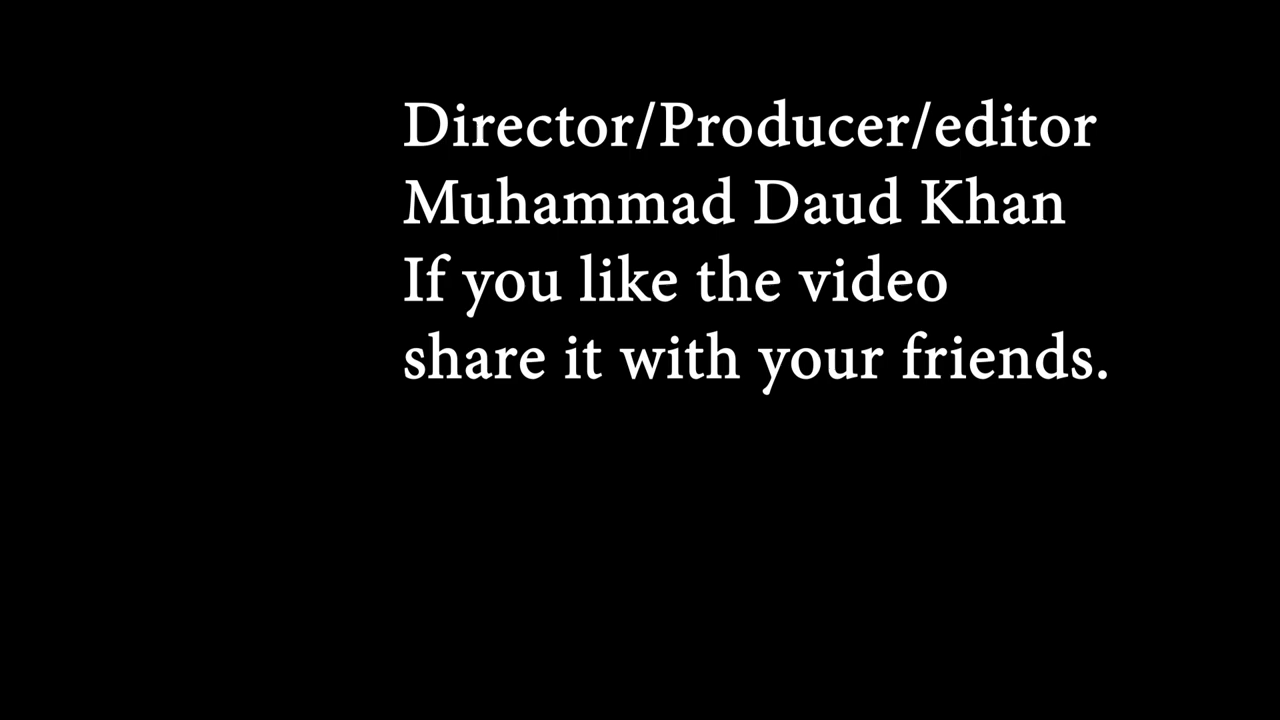 Director/Producer/editor
Muhammad Daud Khan
If you like the video
share it with your friends.